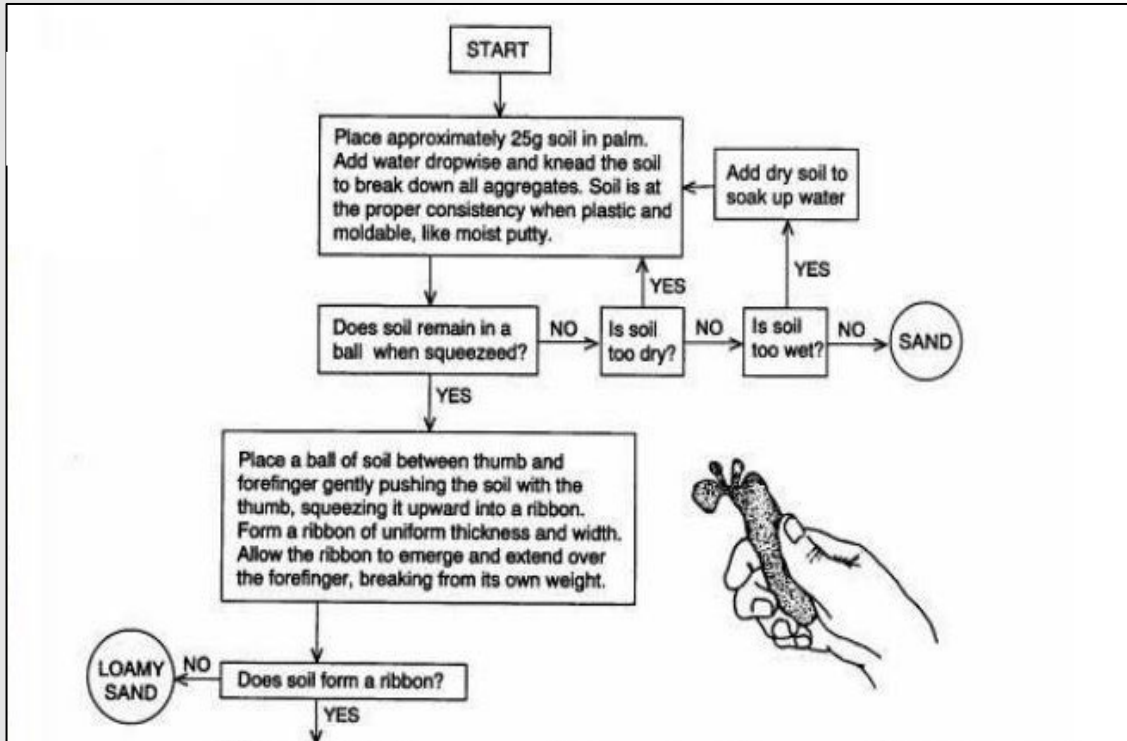 START
Place approximately 25g soil in palm.
Add water dropwise and knead the soil
to break down all aggregates. Soil is at
the proper consistency when plastic and
moldable, like moist putty.
Add dry soil to
soak up water
YES
YES
Does soil remain in a
ball when squeezeed?
NO
Is soil
too dry?
NO
Is soil
too wet?
NO
SAND
YES
Place a ball of soil between thumb and
forefinger gently pushing the soil with the
thumb, squeezing it upward into a ribbon.
Form a ribbon of uniform thickness and width.
Allow the ribbon to emerge and extend over
the forefinger, breaking from its own weight.
LOAMY
SAND
NO
Does soil form a ribbon?
YES